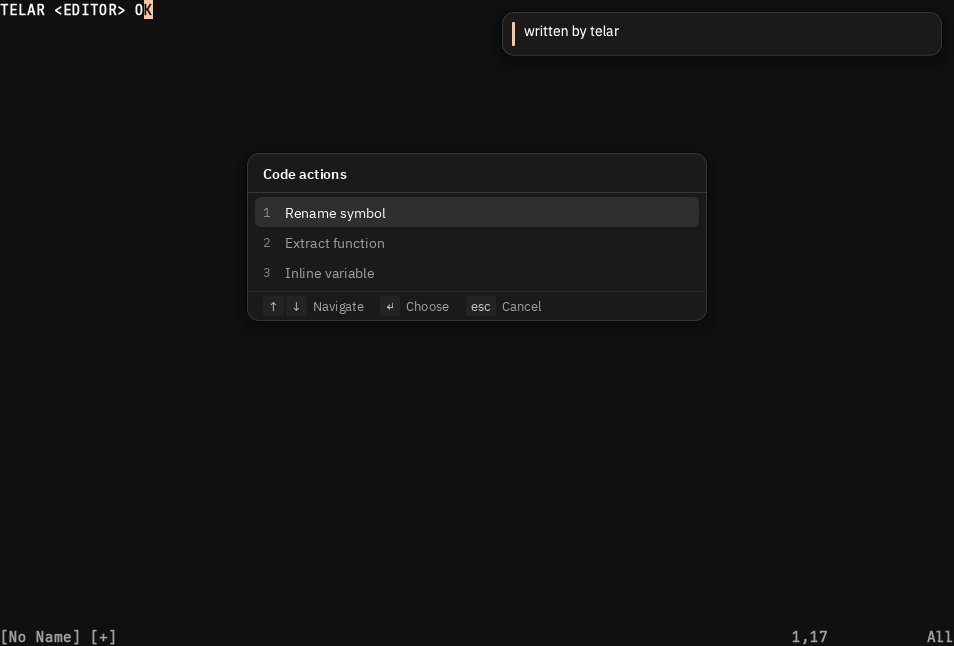 TELAR <EDITOR> OK
written by telar
Code actions
1 Rename symbol
2 Extract function
3 Inline variable
↑ ↓ Navigate ↵ Choose esc Cancel
[No Name] [+] 1,17 All